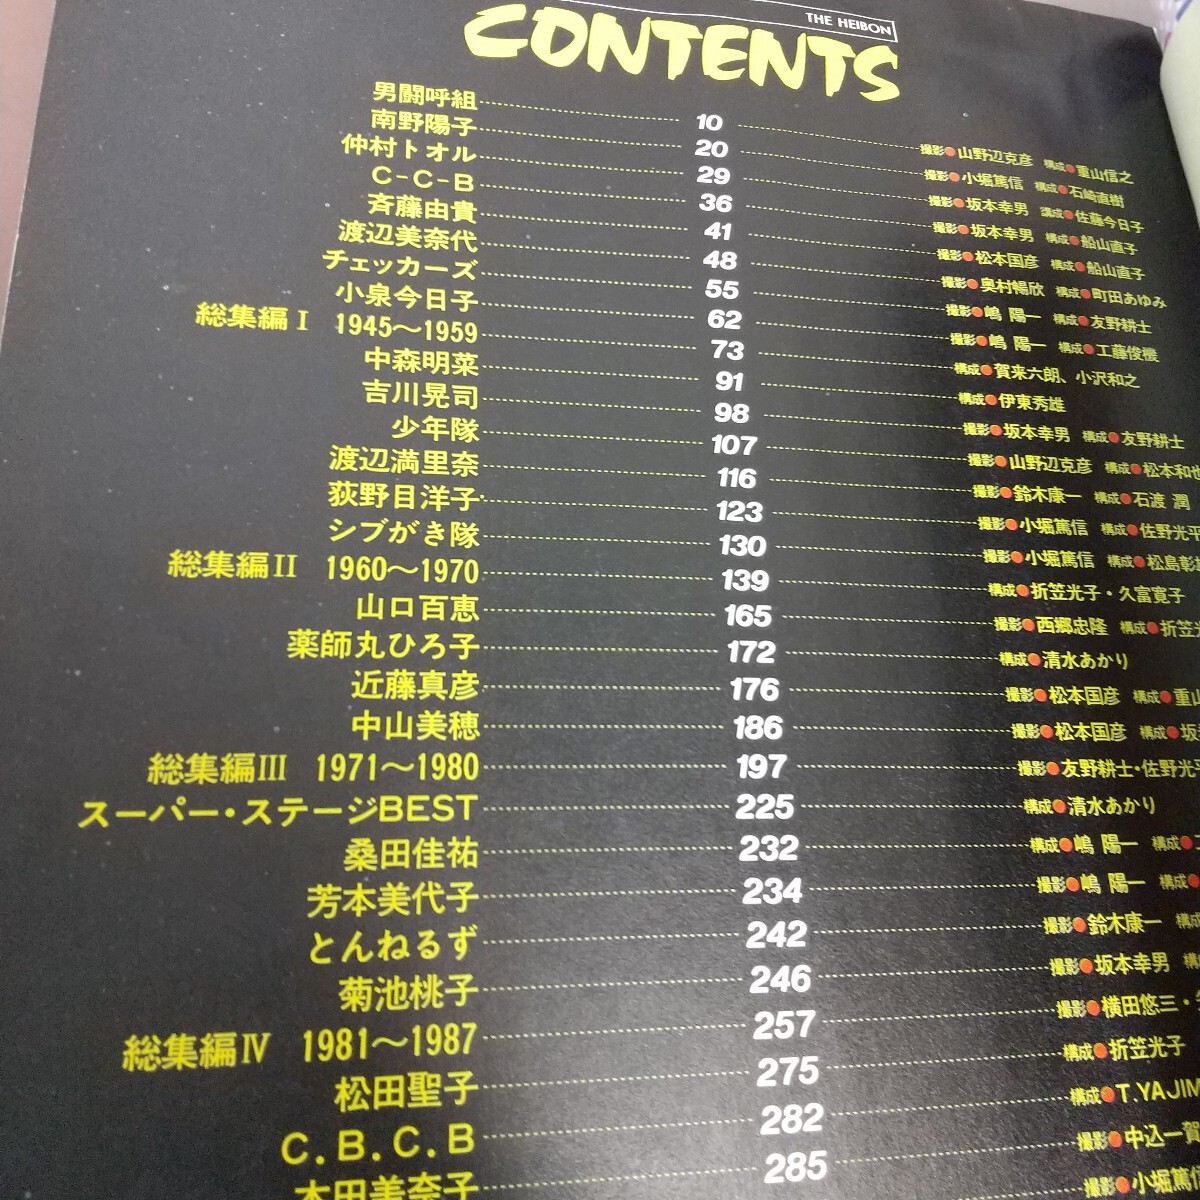 THE HEIBON
CONTENTS
男闘呼組 10 撮影●山野辺克彦 構成●重山信之
南野陽子 20 撮影●小堀篤信 構成●石崎直樹
仲村トオル 29 撮影●坂本幸男 構成●佐藤今日子
C-C-B 36 撮影●坂本幸男 構成●船山直子
斉藤由貴 41 撮影●松本国彦 構成●船山直子
渡辺美奈代 48 撮影●奥村暢欣 構成●町田あゆみ
チェッカーズ 55 撮影●嶋 陽一 構成●友野耕士
小泉今日子 62 撮影●嶋 陽一 構成●工藤俊
総集編Ⅰ 1945〜1959 73 構成●賀来六朗、小沢和之
中森明菜 91 構成●伊東秀雄
吉川晃司 98 撮影●坂本幸男 構成●友野耕士
少年隊 107 撮影●山野辺克彦 構成●松本和也
渡辺満里奈 116 撮影●鈴木康一 構成●石渡 潤
荻野目洋子 123 撮影●小堀篤信 構成●佐野光平
シブがき隊 130 撮影●小堀篤信 構成●松島彰
総集編Ⅱ 1960〜1970 139 構成●折笠光子・久富寛子
山口百恵 165 撮影●西郷忠隆 構成●折笠光
薬師丸ひろ子 172 構成●清水あかり
近藤真彦 176 撮影●松本国彦 構成●重山
中山美穂 186 撮影●松本国彦 構成●坂
総集編Ⅲ 1971〜1980 197 撮影●友野耕士・佐野光平
スーパー・ステージBEST 225 構成●清水あかり
桑田佳祐 232 構成●嶋 陽一 構成●
芳本美代子 234 撮影●嶋 陽一 構成●
とんねるず 242 撮影●鈴木康一 構
菊池桃子 246 撮影●坂本幸男 構
総集編Ⅳ 1981〜1987 257 撮影●横田悠三・
松田聖子 275 構成●折笠光子
C.B.C.B 282 構成●T YAJIM
本田美奈子 285 撮影●中込一賀
撮影●小堀篤信